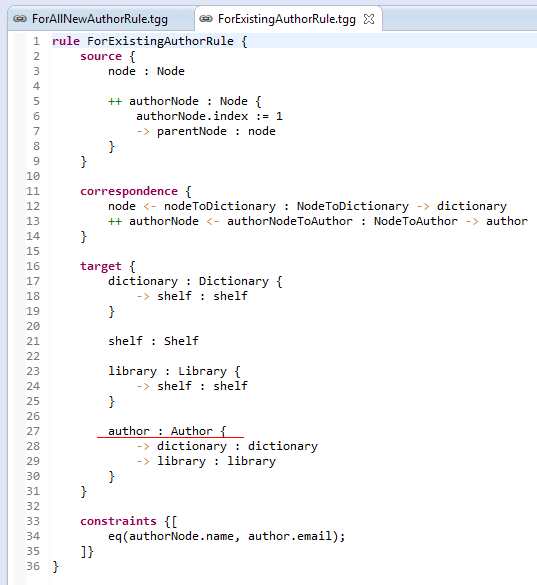 ForAllNewAuthorRule.tgg ForExistingAuthorRule.tgg
1 rule ForExistingAuthorRule {
2     source {
3         node : Node
4
5         ++ authorNode : Node {
6             authorNode.index := 1
7             -> parentNode : node
8         }
9     }
10
11     correspondence {
12         node <- nodeToDictionary : NodeToDictionary -> dictionary
13         ++ authorNode <- authorNodeToAuthor : NodeToAuthor -> author
14     }
15
16     target {
17         dictionary : Dictionary {
18             -> shelf : shelf
19         }
20
21         shelf : Shelf
22
23         library : Library {
24             -> shelf : shelf
25         }
26
27         author : Author {
28             -> dictionary : dictionary
29             -> library : library
30         }
31     }
32
33     constraints {[
34         eq(authorNode.name, author.email);
35     ]}
36 }